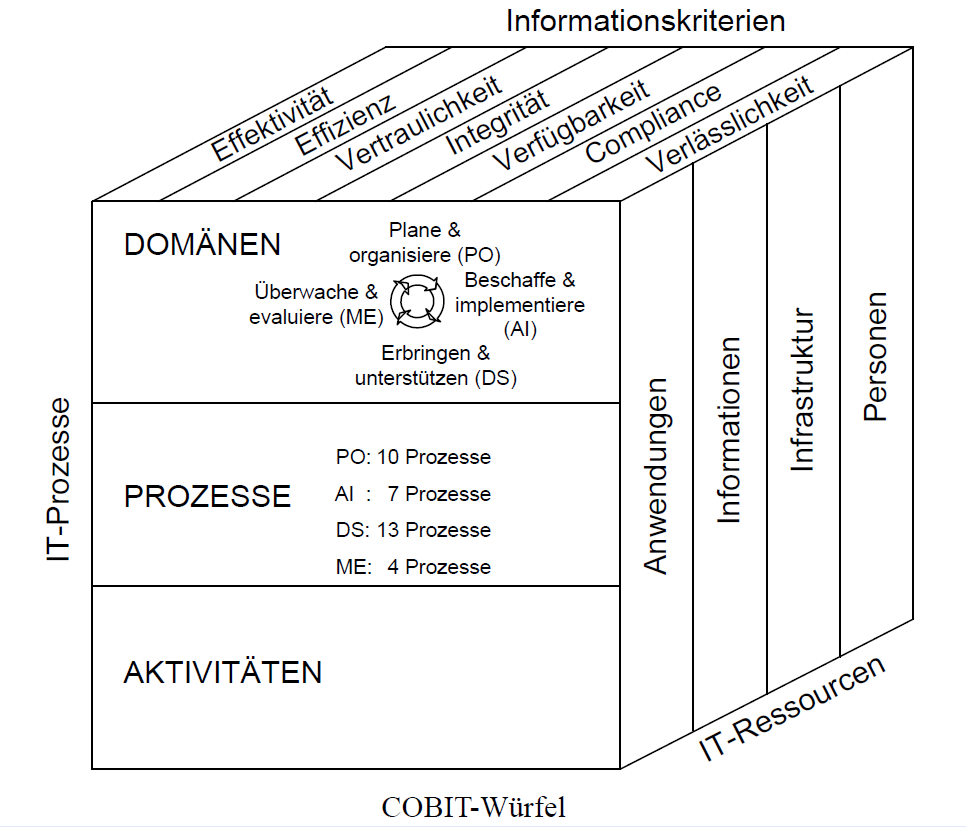 Informationskriterien
Effektivität
Effizienz
Vertraulichkeit
Integrität
Verfügbarkeit
Compliance
Verlässlichkeit
DOMÄNEN
Plane &
organisiere (PO)
Beschaffe &
implementiere
(AI)
Überwache &
evaluiere (ME)
Erbringen &
unterstützen (DS)
IT-Prozesse
PROZESSE
PO: 10 Prozesse
AI : 7 Prozesse
DS: 13 Prozesse
ME: 4 Prozesse
AKTIVITÄTEN
Anwendungen
Informationen
Infrastruktur
Personen
IT-Ressourcen
COBIT-Würfel